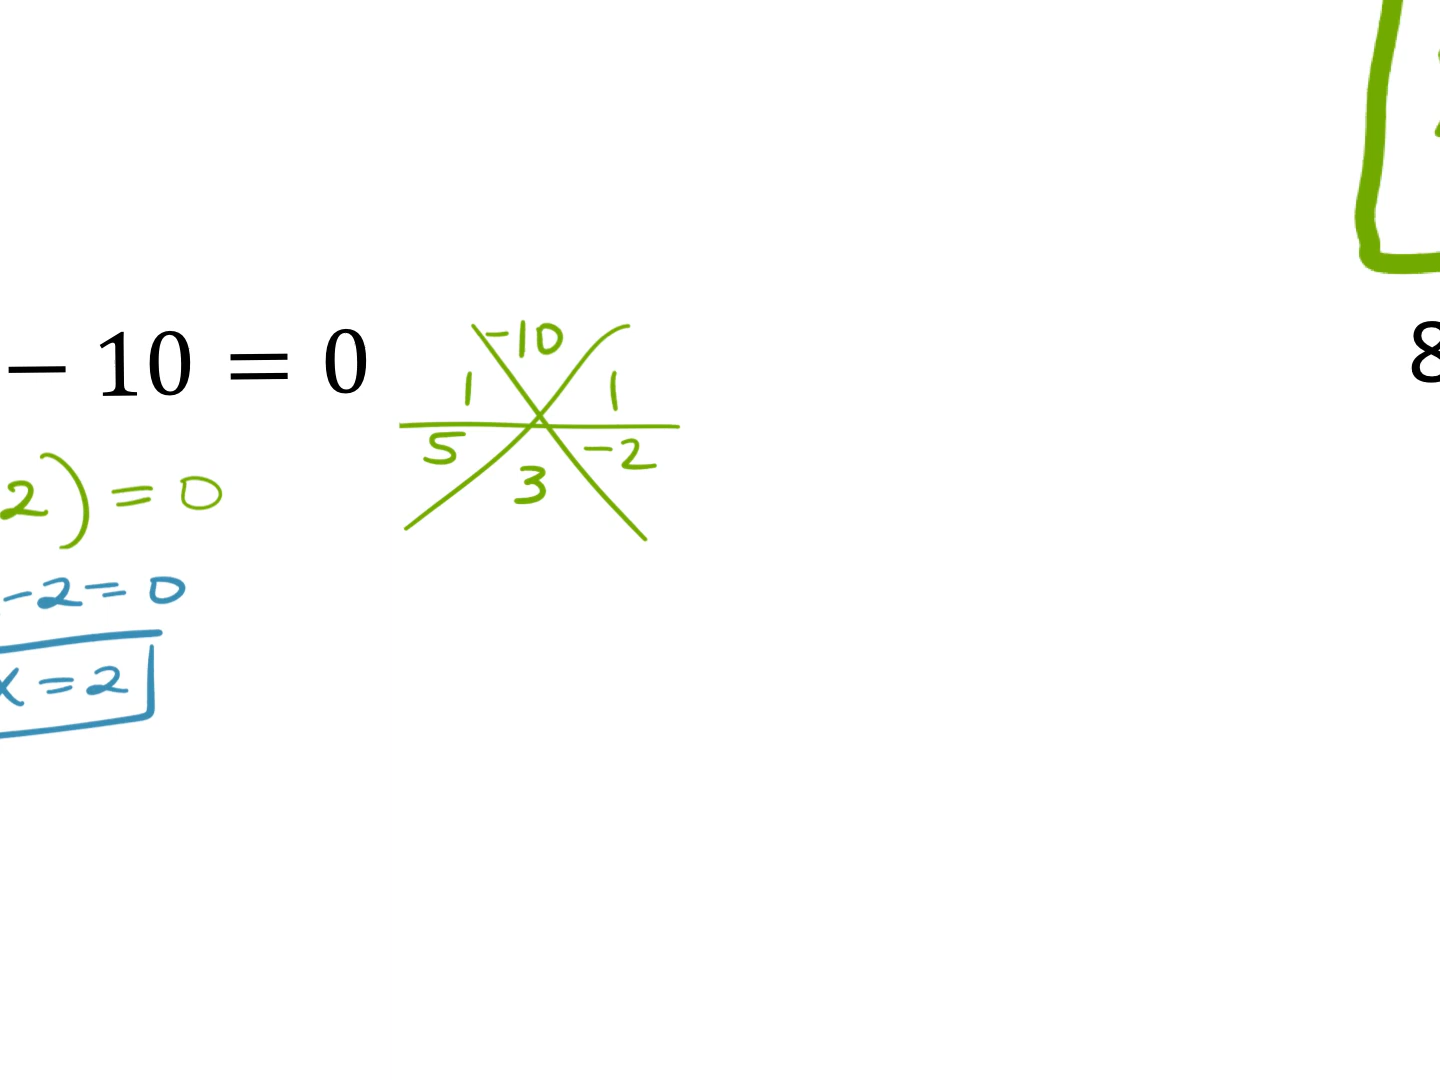 − 10 = 0
-10
1 1
5 -2
3
2) = 0
-2 = 0
x = 2
8